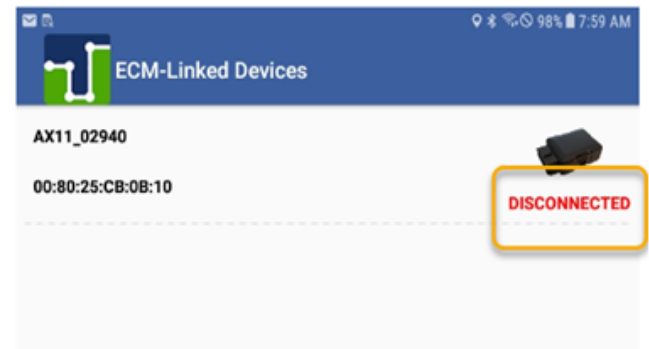 98% 7:59 AM
ECM-Linked Devices
AX11_02940
00:80:25:CB:0B:10
DISCONNECTED